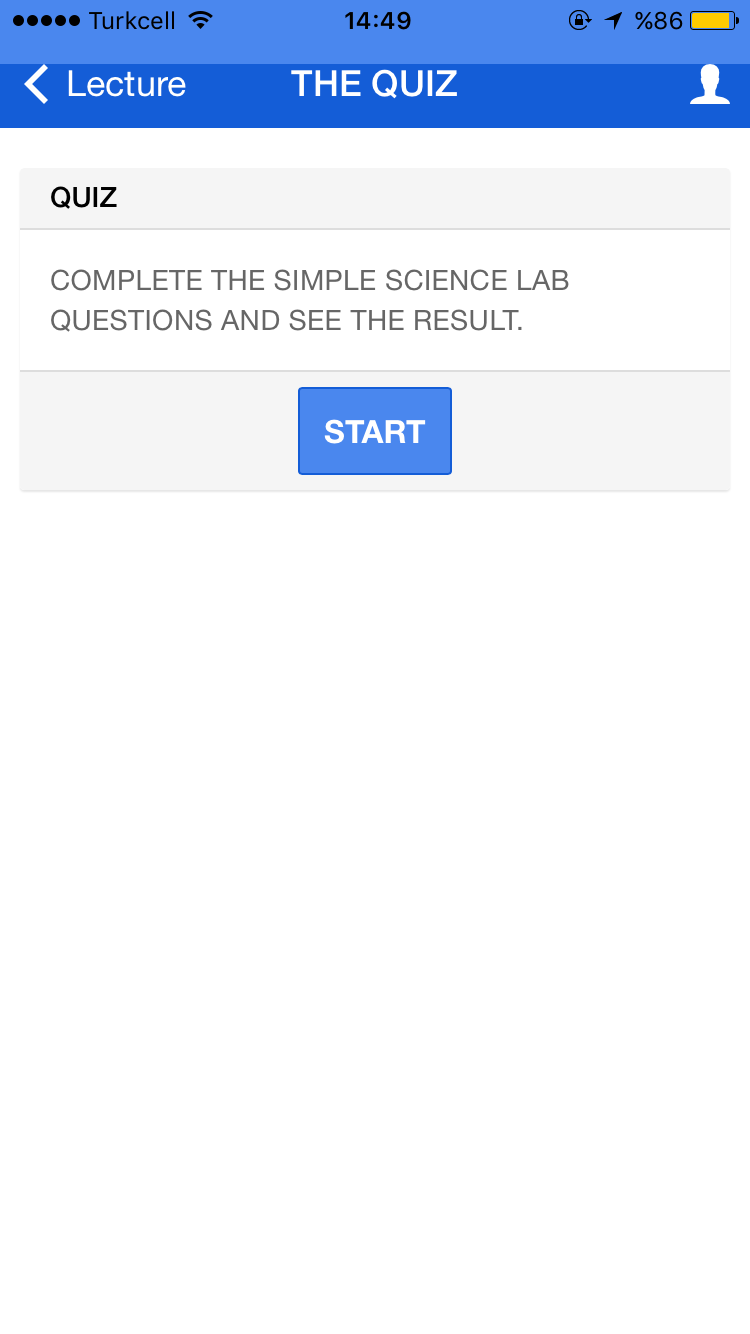 Turkcell 14:49 %86
Lecture THE QUIZ
QUIZ
COMPLETE THE SIMPLE SCIENCE LAB
QUESTIONS AND SEE THE RESULT.
START